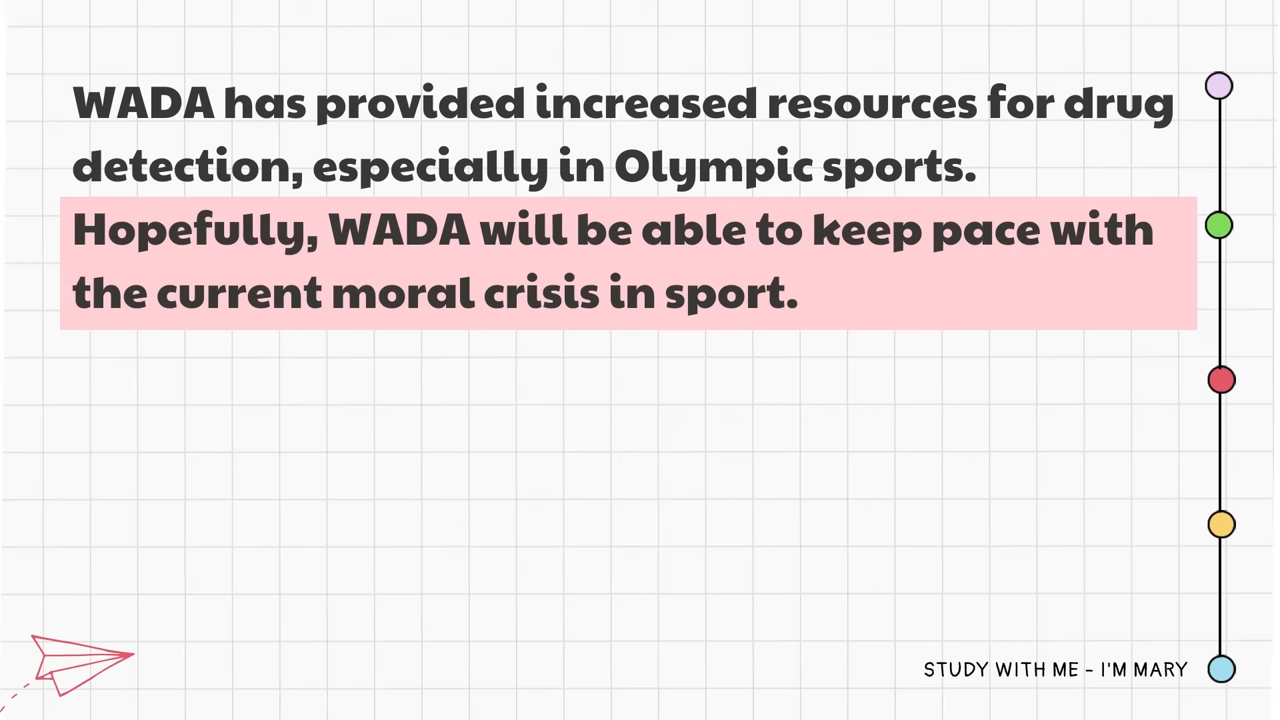 WADA has provided increased resources for drug
detection, especially in Olympic sports.
Hopefully, WADA will be able to keep pace with
the current moral crisis in sport.
STUDY WITH ME - I'M MARY